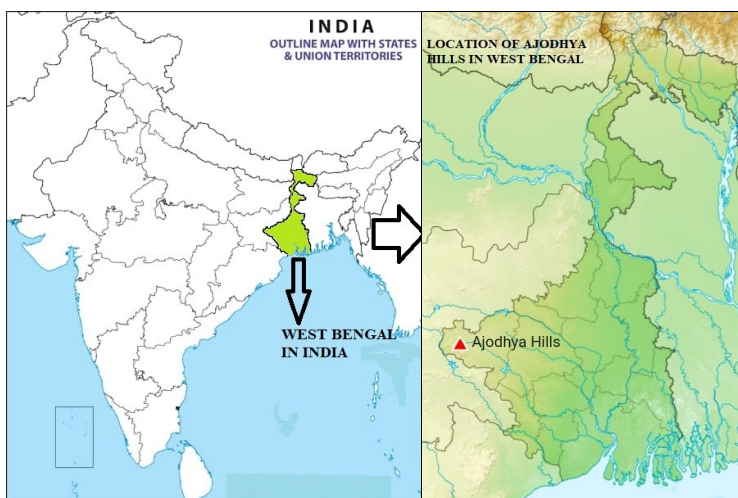 INDIA
OUTLINE MAP WITH STATES
& UNION TERRITORIES
WEST BENGAL
IN INDIA
LOCATION OF AJODHYA
HILLS IN WEST BENGAL
Ajodhya Hills